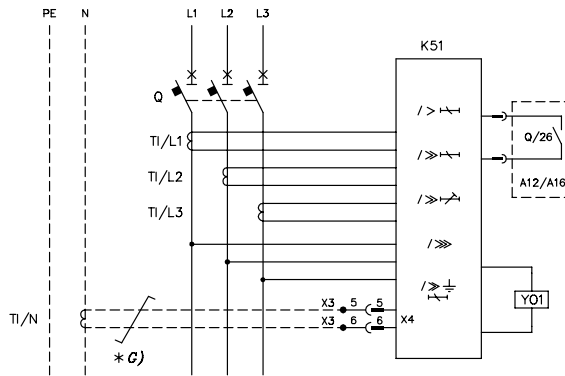 PE N L1 L2 L3
K51
Q
/ >
Q/26
TI/L1
/ ≫
TI/L2
A12/A16
/ ≫
TI/L3
/ ⋙
/ ≫
X3 5 5
TI/N
X4
X3 6 6
YO1
* G)